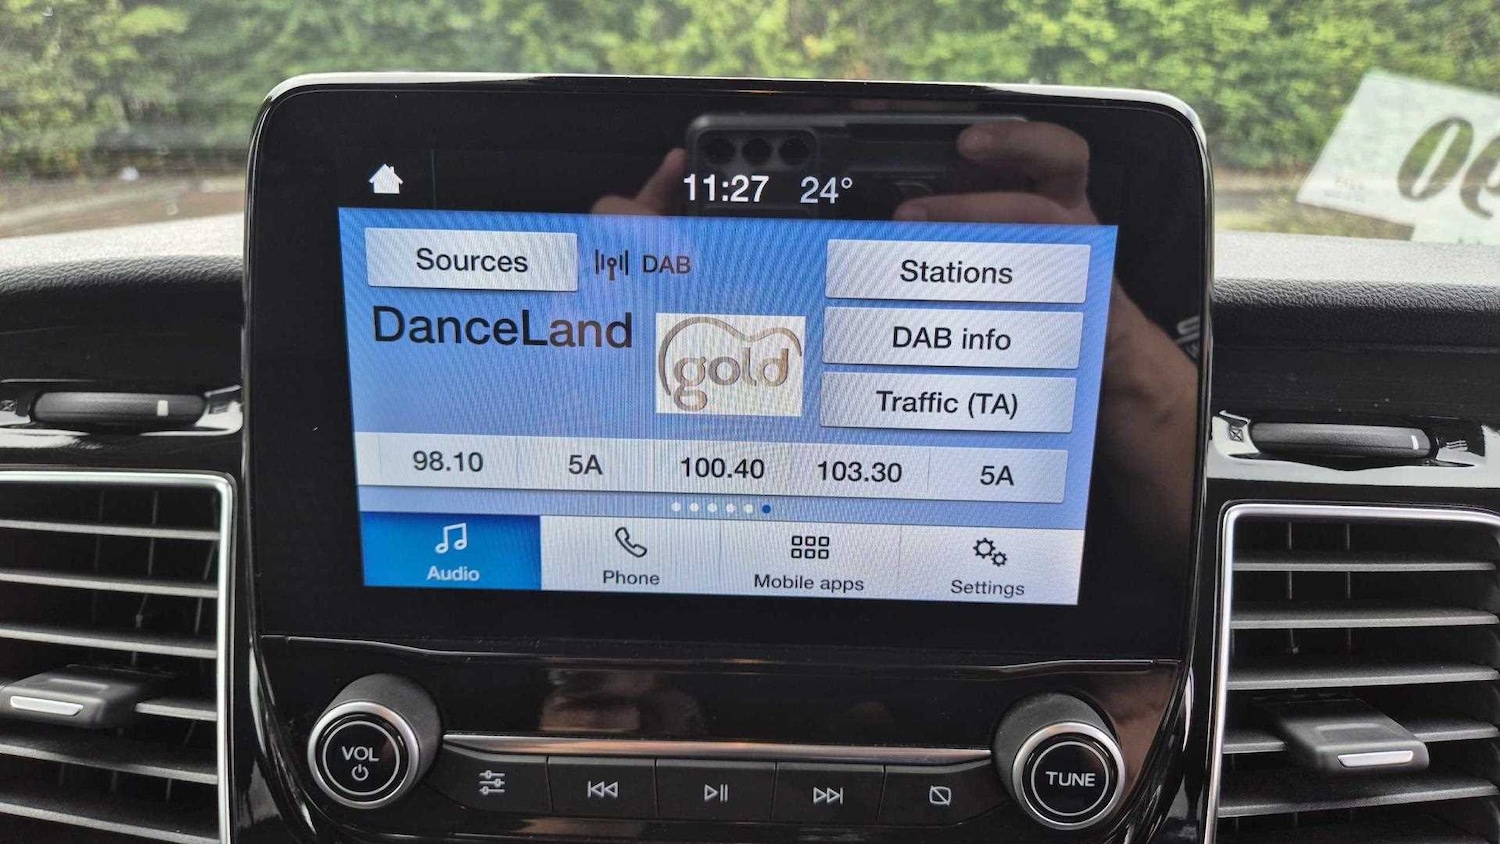 11:27 24°
Sources
DAB
Stations
DanceLand
gold
DAB info
Traffic (TA)
98.10
5A
100.40
103.30
5A
Audio
Phone
Mobile apps
Settings
VOL
TUNE